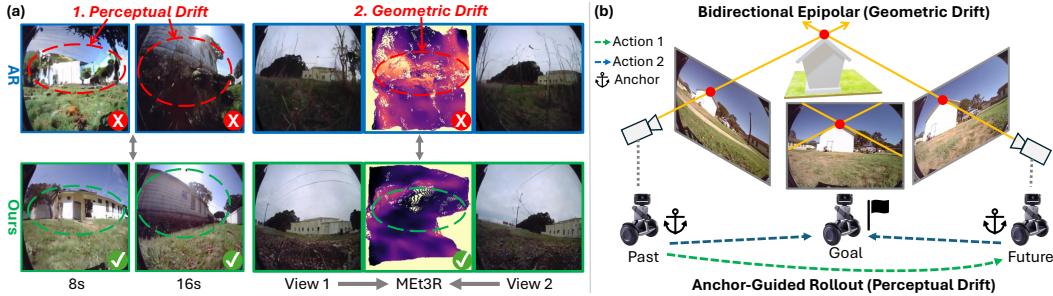 (a)
1. Perceptual Drift
2. Geometric Drift
AR
Ours
8s
16s
View 1
MEt3R
View 2
(b)
Bidirectional Epipolar (Geometric Drift)
Action 1
Action 2
Anchor
Past
Goal
Future
Anchor-Guided Rollout (Perceptual Drift)